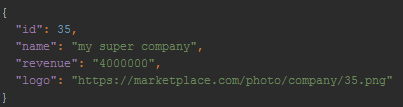 {
  "id": 35,
  "name": "my super company",
  "revenue": "4000000",
  "logo": "https://marketplace.com/photo/company/35.png"
}